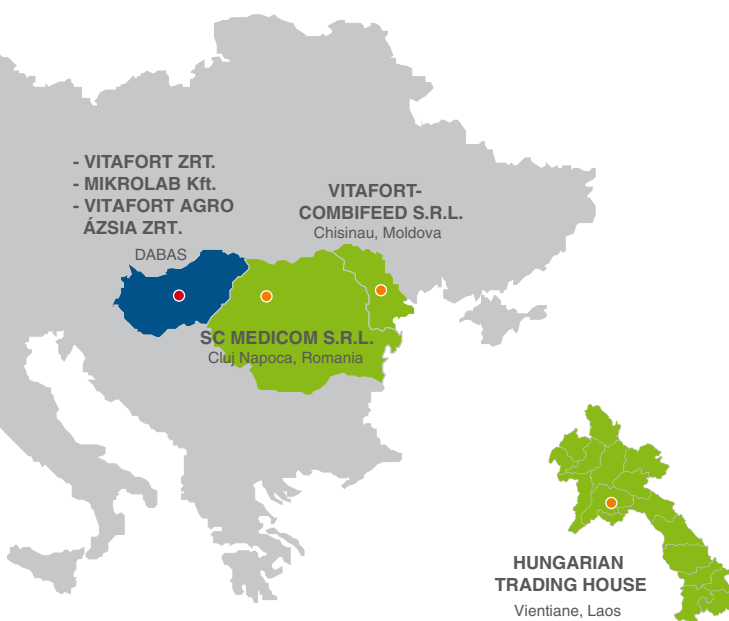 - VITAFORT ZRT.
- MIKROLAB Kft.
- VITAFORT AGRO
ÁZSIA ZRT.
DABAS
VITAFORT-
COMBIFEED S.R.L.
Chisinau, Moldova
SC MEDICOM S.R.L.
Cluj Napoca, Romania
HUNGARIAN
TRADING HOUSE
Vientiane, Laos